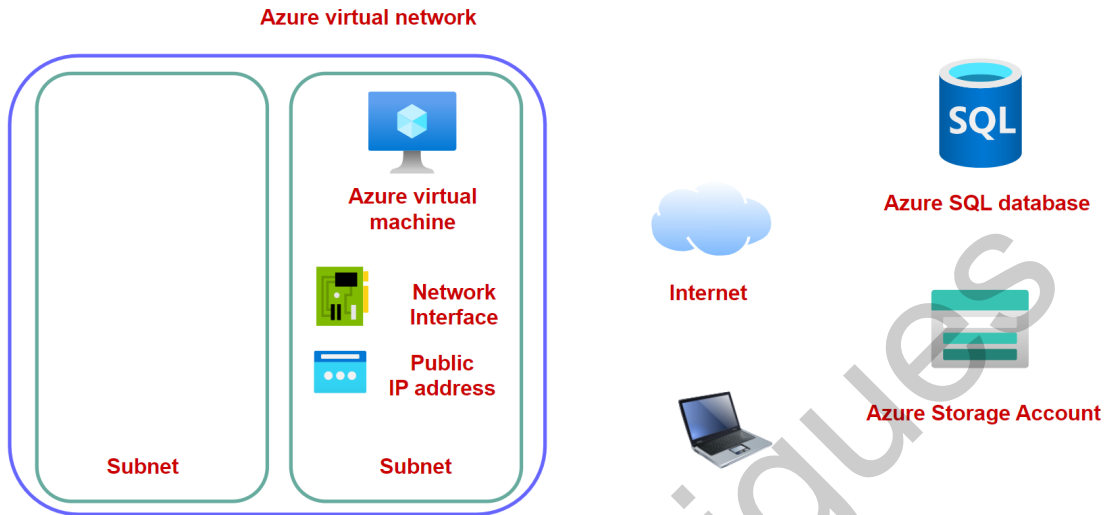 Azure virtual network
SQL
Azure virtual
machine
Azure SQL database
Network
Interface
Internet
Public
IP address
Azure Storage Account
Subnet
Subnet
iques